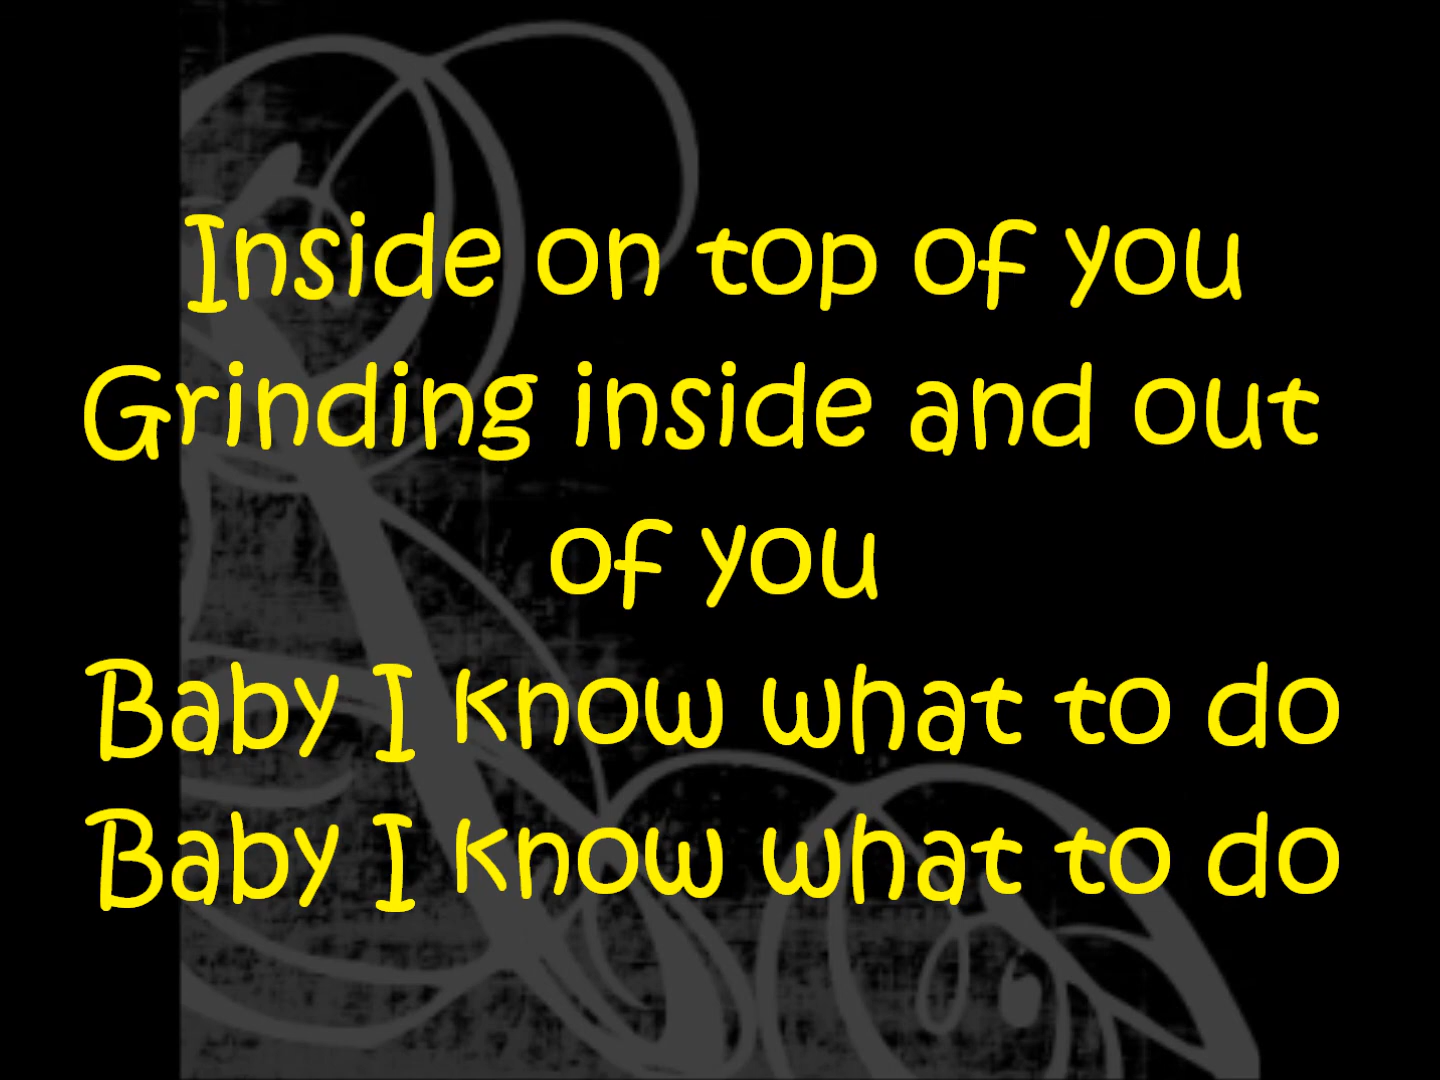 Inside on top of you
Grinding inside and out
of you
Baby I know what to do
Baby I know what to do